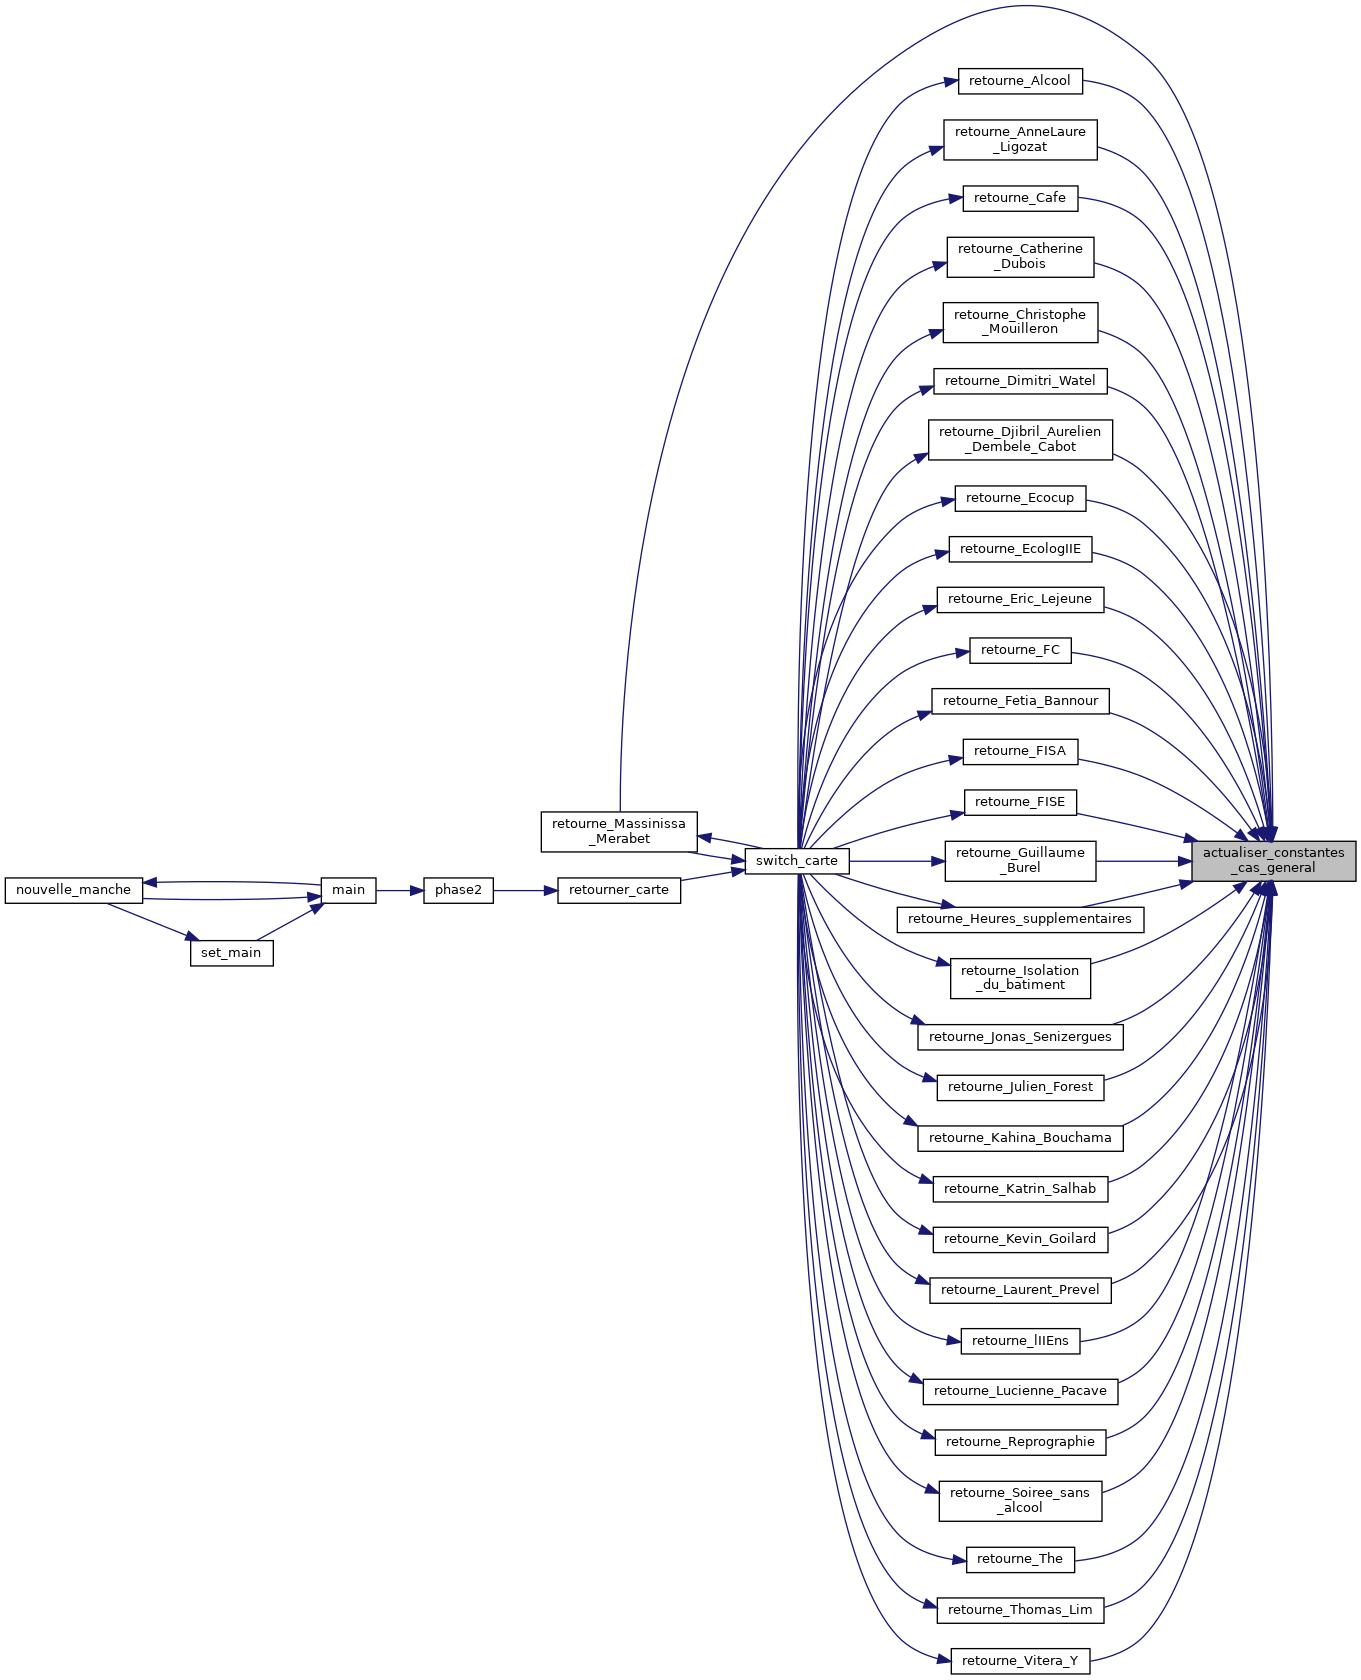 retourne_Alcool
retourne_AnneLaure
_Ligozat
retourne_Cafe
retourne_Catherine
_Dubois
retourne_Christophe
_Mouilleron
retourne_Dimitri_Watel
retourne_Djibril_Aurelien
_Dembele_Cabot
retourne_Ecocup
retourne_EcologIIE
retourne_Eric_Lejeune
retourne_FC
retourne_Fetia_Bannour
retourne_FISA
retourne_FISE
retourne_Massinissa
_Merabet
switch_carte
retourne_Guillaume
_Burel
actualiser_constantes
_cas_general
nouvelle_manche
main
phase2
retourner_carte
retourne_Heures_supplementaires
set_main
retourne_Isolation
_du_batiment
retourne_Jonas_Senizergues
retourne_Julien_Forest
retourne_Kahina_Bouchama
retourne_Katrin_Salhab
retourne_Kevin_Goilard
retourne_Laurent_Prevel
retourne_lIIEns
retourne_Lucienne_Pacave
retourne_Reprographie
retourne_Soiree_sans
_alcool
retourne_The
retourne_Thomas_Lim
retourne_Vitera_Y